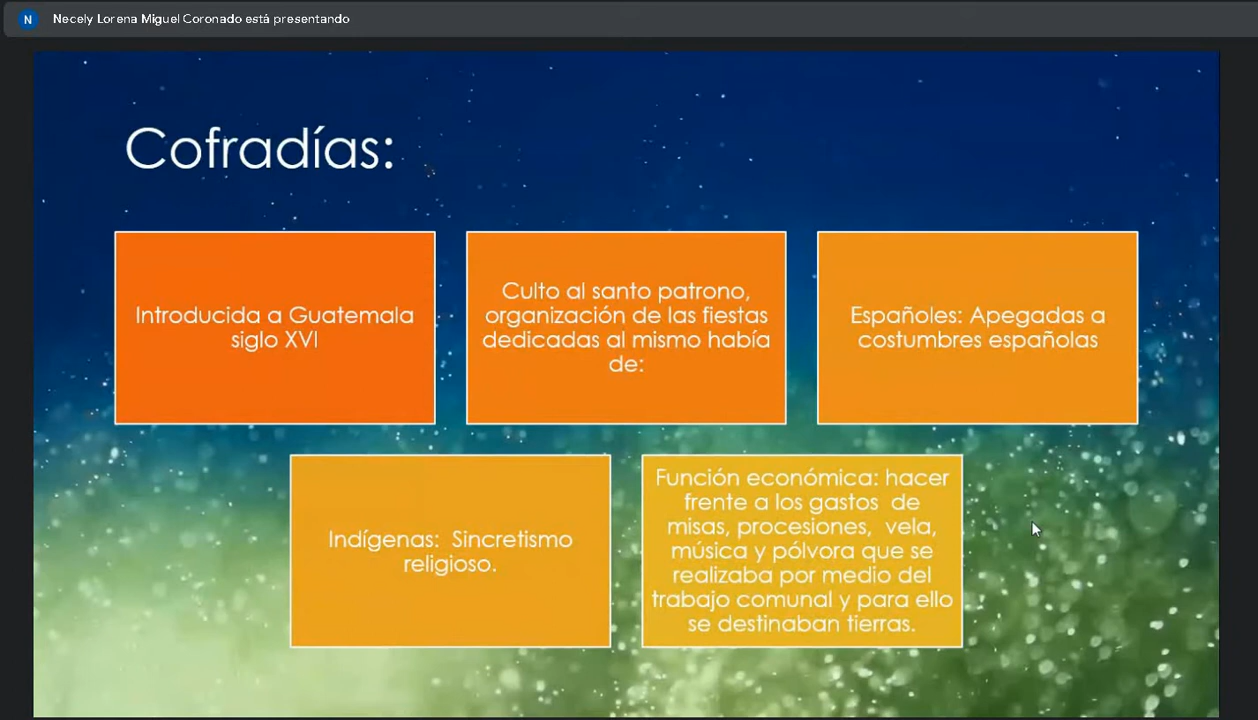 N
Necely Lorena Miguel Coronado está presentando
Cofradías:
Introducida a Guatemala
siglo XVI
Culto al santo patrono,
organización de las fiestas
dedicadas al mismo había
de:
Españoles: Apegadas a
costumbres españolas
Indígenas: Sincretismo
religioso.
Función económica: hacer
frente a los gastos de
misas, procesiones, vela,
música y pólvora que se
realizaba por medio del
trabajo comunal y para ello
se destinaban tierras.